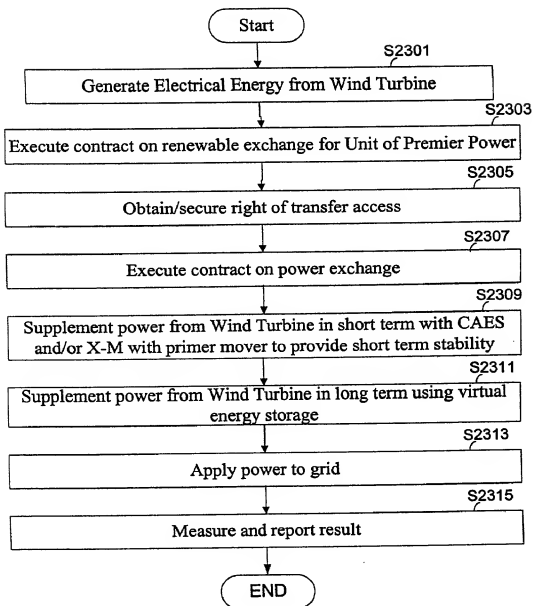 Start
S2301
Generate Electrical Energy from Wind Turbine
S2303
Execute contract on renewable exchange for Unit of Premier Power
S2305
Obtain/secure right of transfer access
S2307
Execute contract on power exchange
S2309
Supplement power from Wind Turbine in short term with CAES
and/or X-M with primer mover to provide short term stability
S2311
Supplement power from Wind Turbine in long term using virtual
energy storage
S2313
Apply power to grid
S2315
Measure and report result
END